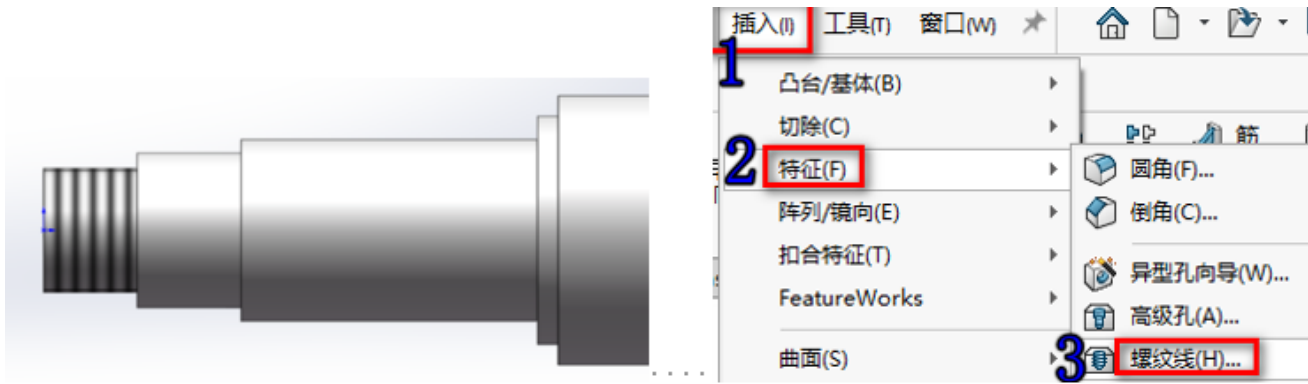 插入(I) 工具(T) 窗口(W)
1
凸台/基体(B)
切除(C)
筋
2 特征(F)
圆角(F)...
阵列/镜向(E)
倒角(C)...
扣合特征(T)
异型孔向导(W)...
FeatureWorks
高级孔(A)...
曲面(S)
3 螺纹线(H)...